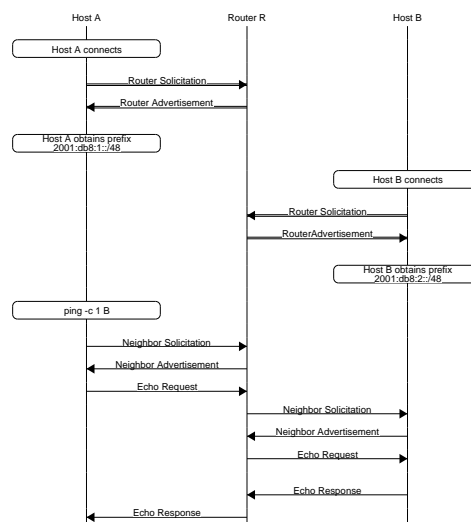 Host A Router R Host B
Host A connects
Router Solicitation
Router Advertisement
Host A obtains prefix
2001:db8:1::/48
Host B connects
Router Solicitation
RouterAdvertisement
Host B obtains prefix
2001:db8:2::/48
ping -c 1 B
Neighbor Solicitation
Neighbor Advertisement
Echo Request
Neighbor Solicitation
Neighbor Advertisement
Echo Request
Echo Response
Echo Response